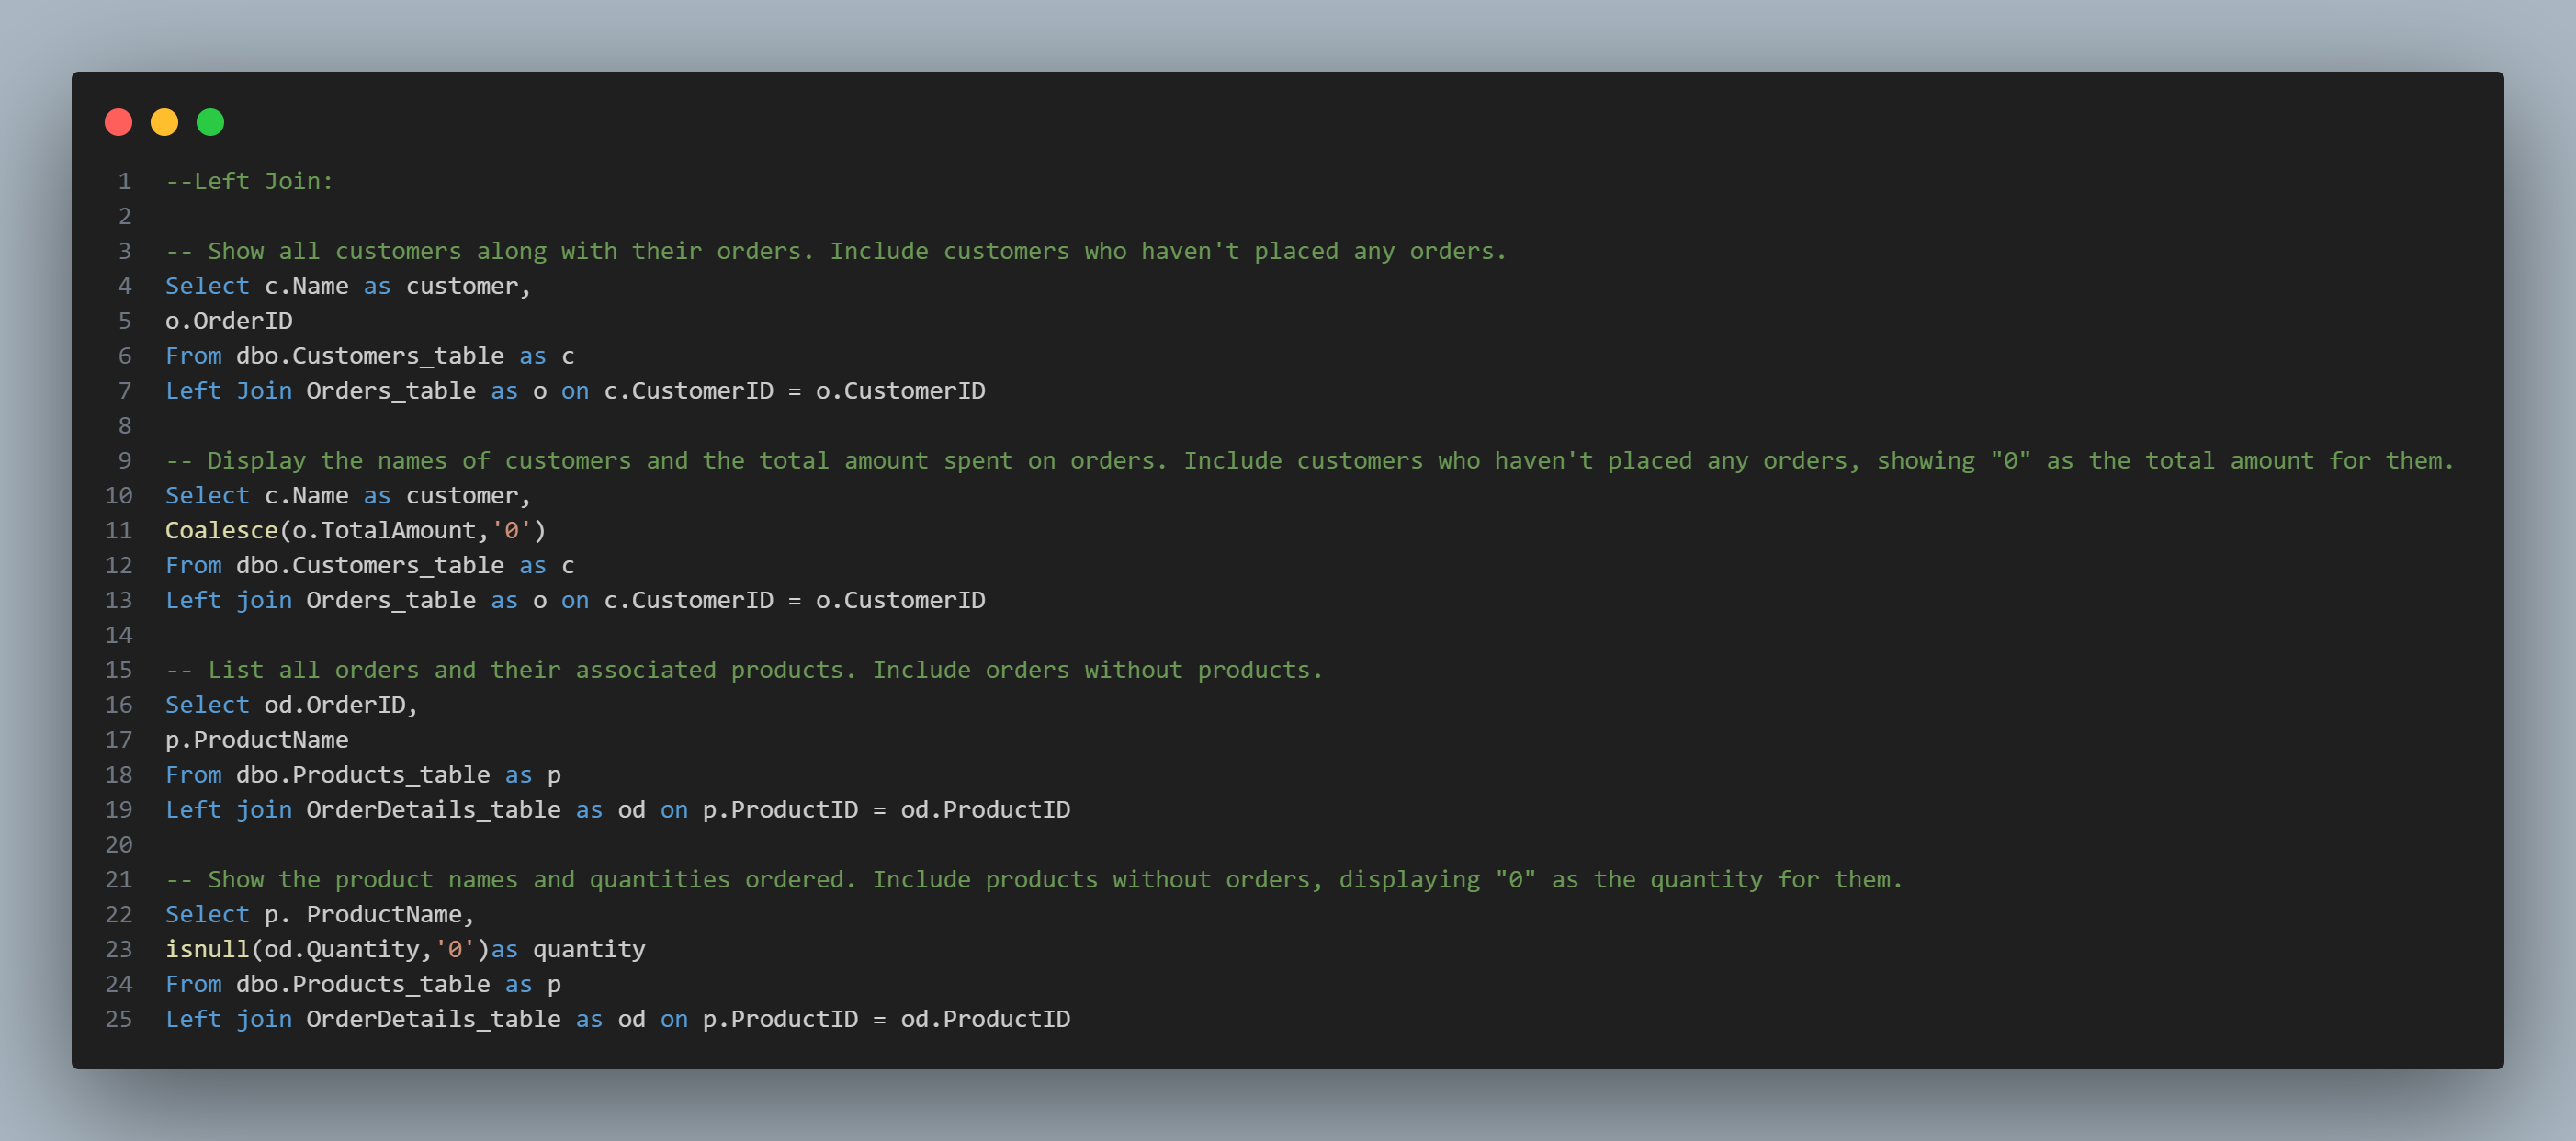 1 --Left Join:
2
3 -- Show all customers along with their orders. Include customers who haven't placed any orders.
4 Select c.Name as customer,
5 o.OrderID
6 From dbo.Customers_table as c
7 Left Join Orders_table as o on c.CustomerID = o.CustomerID
8
9 -- Display the names of customers and the total amount spent on orders. Include customers who haven't placed any orders, showing "0" as the total amount for them.
10 Select c.Name as customer,
11 Coalesce(o.TotalAmount,'0')
12 From dbo.Customers_table as c
13 Left join Orders_table as o on c.CustomerID = o.CustomerID
14
15 -- List all orders and their associated products. Include orders without products.
16 Select od.OrderID,
17 p.ProductName
18 From dbo.Products_table as p
19 Left join OrderDetails_table as od on p.ProductID = od.ProductID
20
21 -- Show the product names and quantities ordered. Include products without orders, displaying "0" as the quantity for them.
22 Select p. ProductName,
23 isnull(od.Quantity,'0')as quantity
24 From dbo.Products_table as p
25 Left join OrderDetails_table as od on p.ProductID = od.ProductID